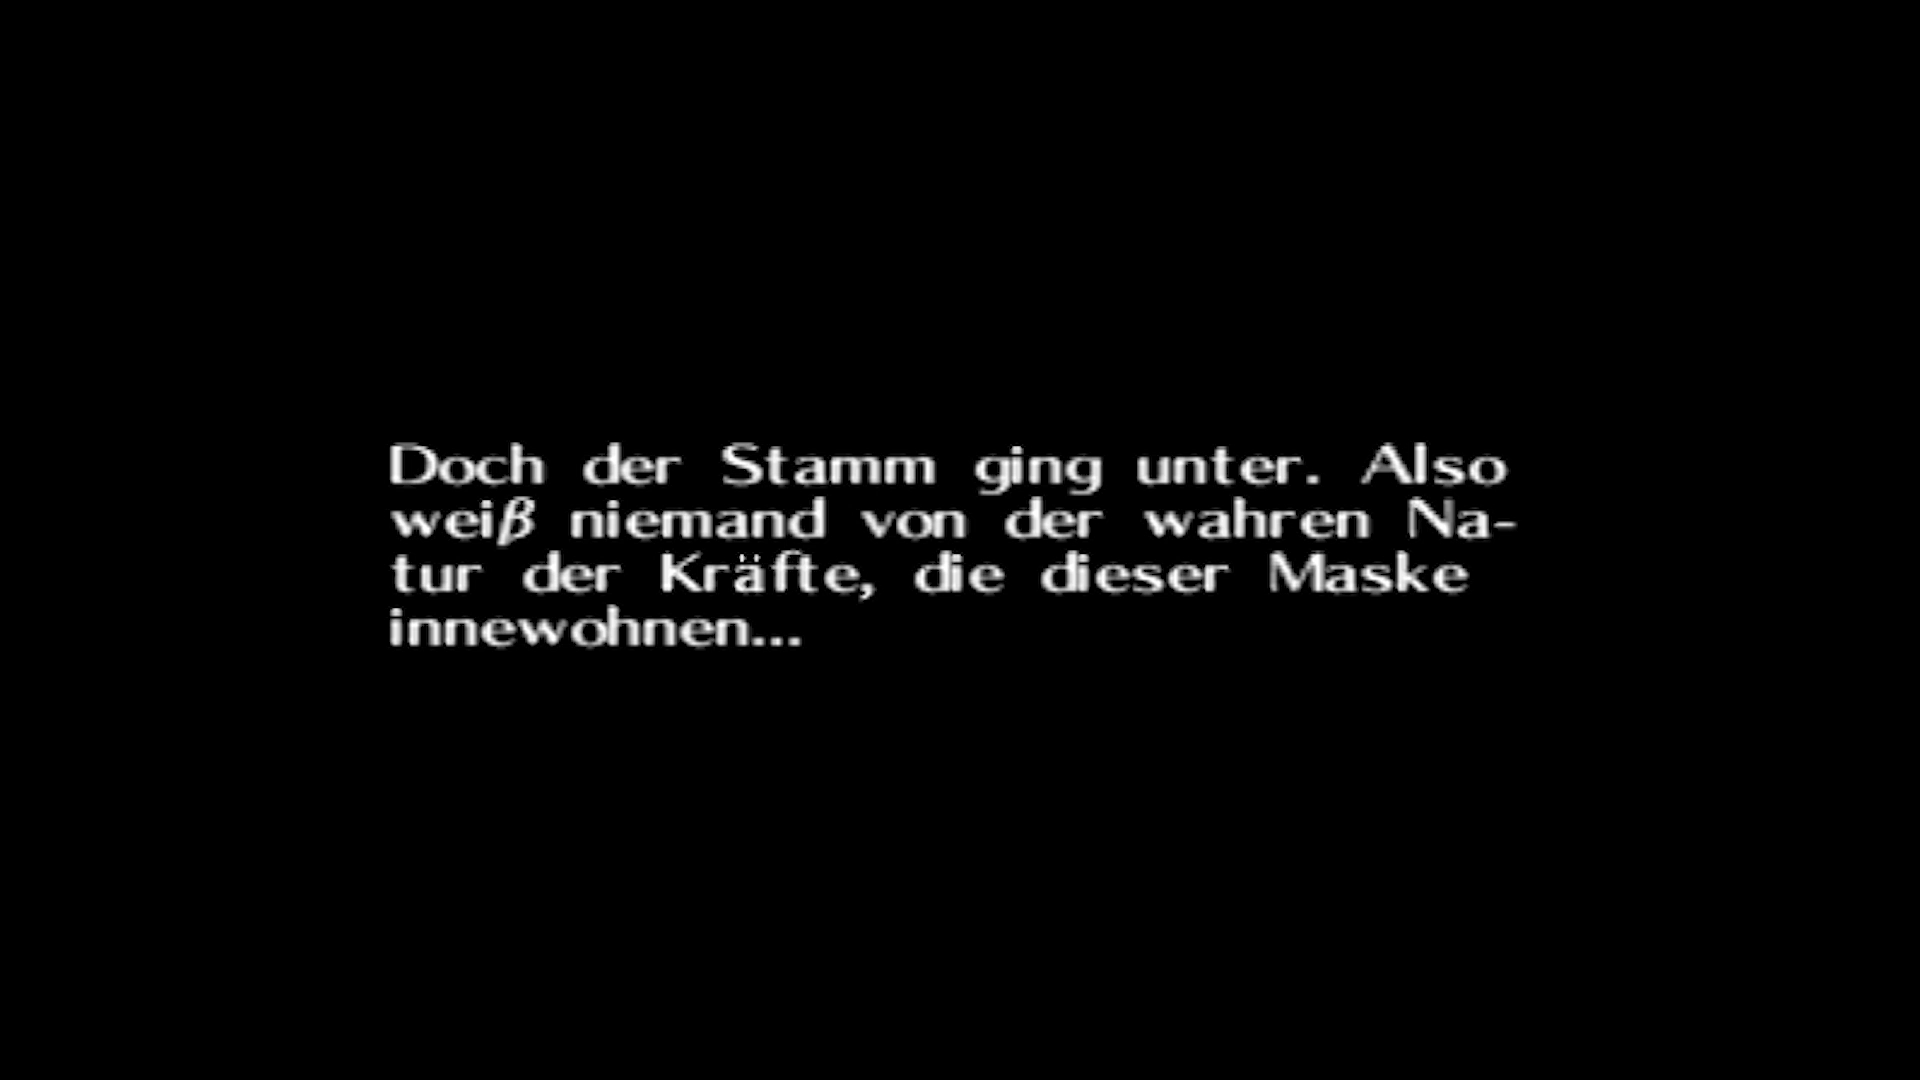 Doch der Stamm ging unter. Also
weiß niemand von der wahren Na-
tur der Kräfte, die dieser Maske
innewohnen...